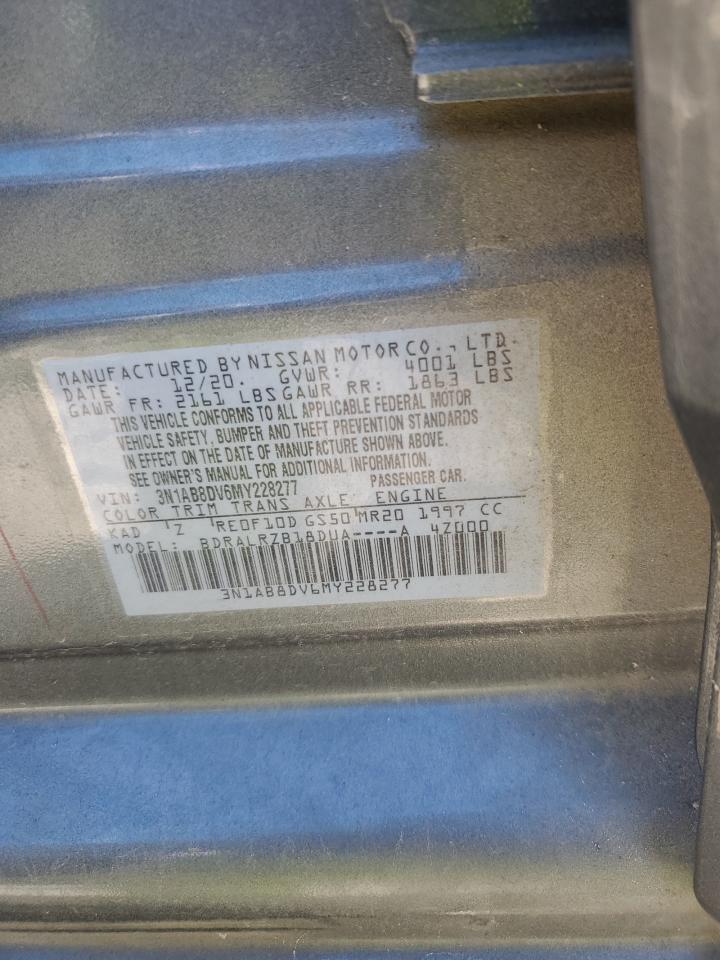 MANUFACTURED BY NISSAN MOTOR CO., LTD.
DATE: 12/20. GVWR: 4001 LBS
GAWR FR: 2161 LBS GAWR RR: 1863 LBS
THIS VEHICLE CONFORMS TO ALL APPLICABLE FEDERAL MOTOR
VEHICLE SAFETY, BUMPER AND THEFT PREVENTION STANDARDS
IN EFFECT ON THE DATE OF MANUFACTURE SHOWN ABOVE.
SEE OWNER'S MANUAL FOR ADDITIONAL INFORMATION.
VIN: 3N1AB8DV6MY228277 PASSENGER CAR.
COLOR TRIM TRANS AXLE ENGINE
KAD Z RE0F10D GS50 MR20 1997 CC
MODEL: BDRALRZB18DUA----A 4Z000
3N1AB8DV6MY228277